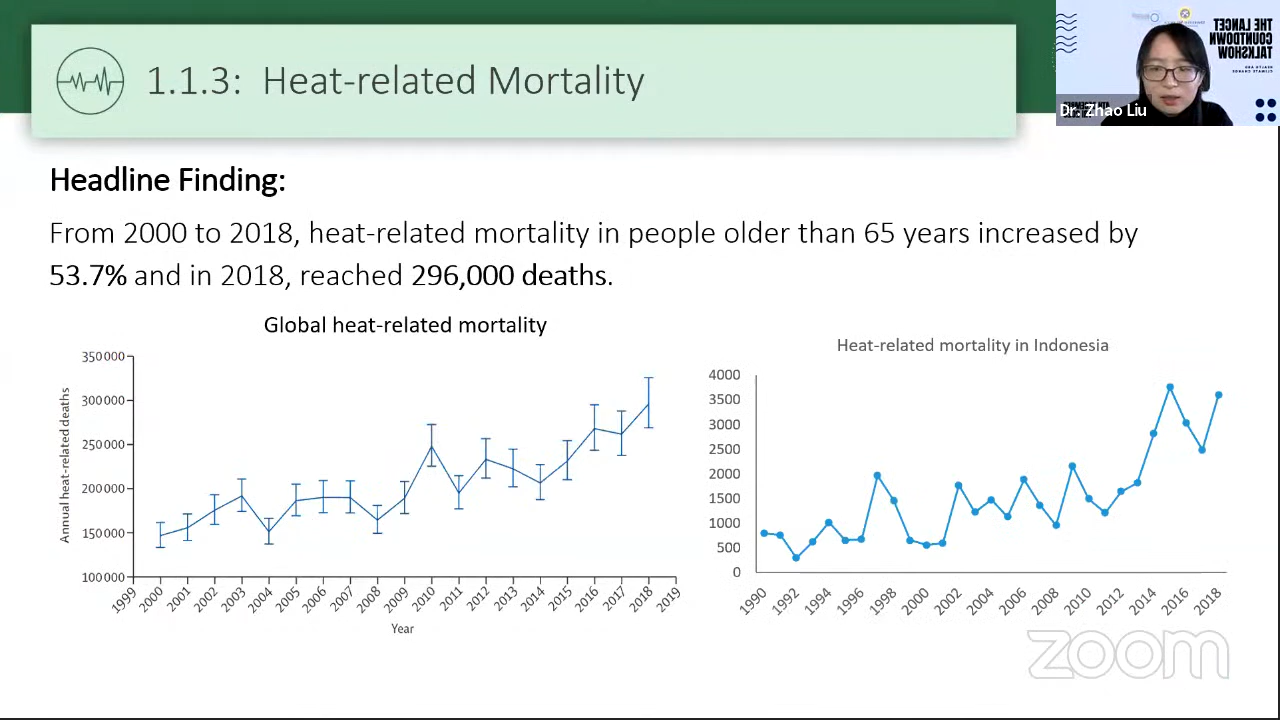 1.1.3: Heat-related Mortality
THE LANCET
COUNTDOWN
TALKSHOW
Dr. Zhao Liu
Headline Finding:
From 2000 to 2018, heat-related mortality in people older than 65 years increased by
53.7% and in 2018, reached 296,000 deaths.
Global heat-related mortality
350000
300000
250000
200000
150000
100000
Annual heat-related deaths
1999 2000 2001 2002 2003 2004 2005 2006 2007 2008 2009 2010 2011 2012 2013 2014 2015 2016 2017 2018 2019
Year
Heat-related mortality in Indonesia
4000
3500
3000
2500
2000
1500
1000
500
0
1990 1992 1994 1996 1998 2000 2002 2004 2006 2008 2010 2012 2014 2016 2018
zoom